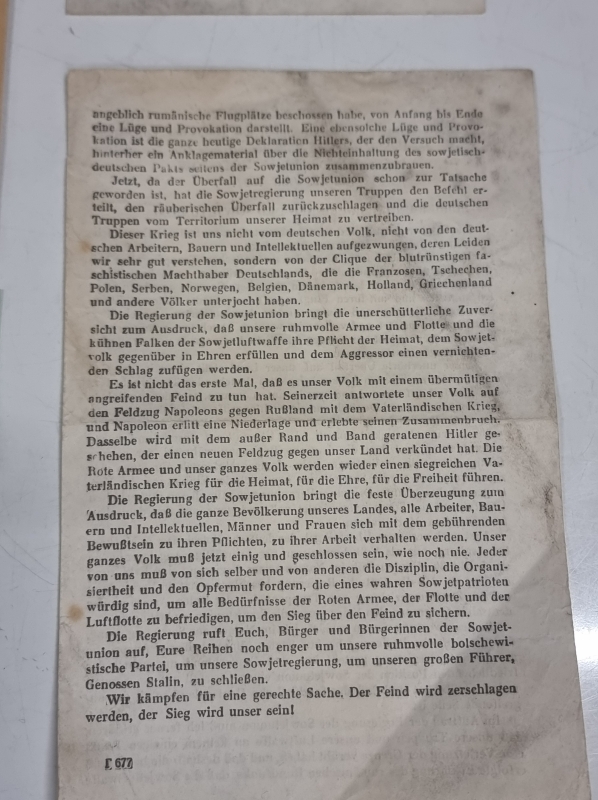 angeblich rumänische Flugplätze beschossen habe, von Anfang bis Ende
eine Lüge und Provokation darstellt. Eine ebensolche Lüge und Provo-
kation ist die ganze heutige Deklaration Hitlers, der den Versuch macht,
hinterher ein Anklagematerial über die Nichteinhaltung des sowjetisch-
deutschen Pakts seitens der Sowjetunion zusammenzubrauen.
Jetzt, da der Überfall auf die Sowjetunion schon zur Tatsache
geworden ist, hat die Sowjetregierung unseren Truppen den Befehl er-
teilt, den räuberischen Überfall zurückzuschlagen und die deutschen
Truppen vom Territorium unserer Heimat zu vertreiben.
Dieser Krieg ist uns nicht vom deutschen Volk, nicht von den deut-
schen Arbeitern, Bauern und Intellektuellen aufgezwungen, deren Leiden
wir sehr gut verstehen, sondern von der Clique der blutrünstigen fa-
schistischen Machthaber Deutschlands, die die Franzosen, Tschechen,
Polen, Serben, Norwegen, Belgien, Dänemark, Holland, Griechenland
und andere Völker unterjocht haben.
Die Regierung der Sowjetunion bringt die unerschütterliche Zuver-
sicht zum Ausdruck, daß unsere ruhmvolle Armee und Flotte und die
kühnen Falken der Sowjetluftwaffe ihre Pflicht der Heimat, dem Sowjet-
volk gegenüber in Ehren erfüllen und dem Aggressor einen vernichten-
den Schlag zufügen werden.
Es ist nicht das erste Mal, daß es unser Volk mit einem übermütigen
angreifenden Feind zu tun hat. Seinerzeit antwortete unser Volk auf
den Feldzug Napoleons gegen Rußland mit dem Vaterländischen Krieg,
und Napoleon erlitt eine Niederlage und erlebte seinen Zusammenbruch.
Dasselbe wird mit dem außer Rand und Band geratenen Hitler ge-
schehen, der einen neuen Feldzug gegen unser Land verkündet hat. Die
Rote Armee und unser ganzes Volk werden wieder einen siegreichen Va-
terländischen Krieg für die Heimat, für die Ehre, für die Freiheit führen.
Die Regierung der Sowjetunion bringt die feste Überzeugung zum
Ausdruck, daß die ganze Bevölkerung unseres Landes, alle Arbeiter, Bau-
ern und Intellektuellen, Männer und Frauen sich mit dem gebührenden
Bewußtsein zu ihren Pflichten, zu ihrer Arbeit verhalten werden. Unser
ganzes Volk muß jetzt einig und geschlossen sein, wie noch nie. Jeder
von uns muß von sich selber und von anderen die Disziplin, die Organi-
siertheit und den Opfermut fordern, die eines wahren Sowjetpatrioten
würdig sind, um alle Bedürfnisse der Roten Armee, der Flotte und der
Luftflotte zu befriedigen, um den Sieg über den Feind zu sichern.
Die Regierung ruft Euch, Bürger und Bürgerinnen der Sowjet-
union auf, Eure Reihen noch enger um unsere ruhmvolle bolschewi-
stische Partei, um unsere Sowjetregierung, um unseren großen Führer,
Genossen Stalin, zu schließen.
Wir kämpfen für eine gerechte Sache. Der Feind wird zerschlagen
werden, der Sieg wird unser sein!
Г 677